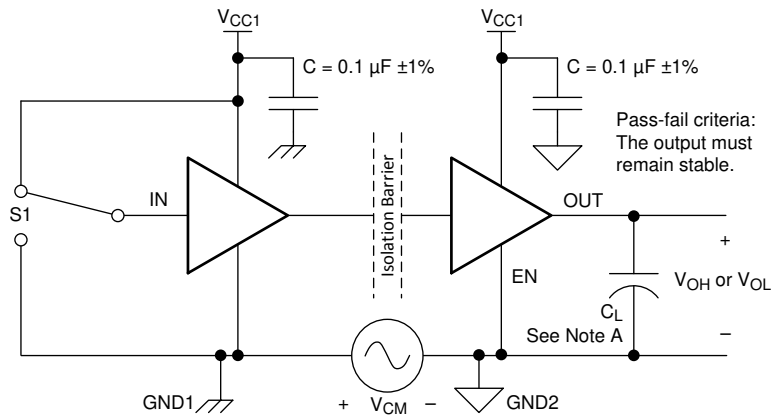 VCC1
VCC1
C = 0.1 µF ±1%
C = 0.1 µF ±1%
Pass-fail criteria:
The output must
remain stable.
Isolation Barrier
S1
IN
OUT
+
EN
VOH or VOL
CL
See Note A
–
GND1
+ VCM –
GND2